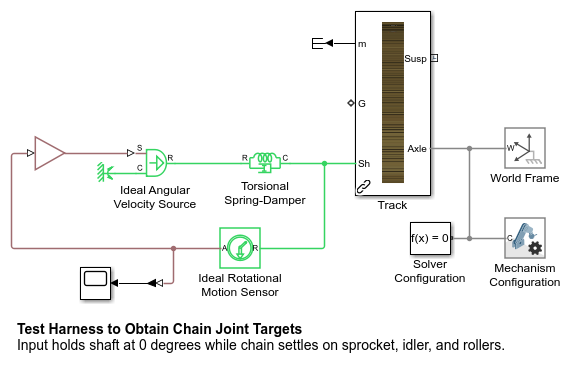 m
Susp
G
S
C
R
R
C
Sh
Axle
W
Ideal Angular
Velocity Source
Torsional
Spring-Damper
Track
World Frame
A
R
f(x) = 0
C
Ideal Rotational
Motion Sensor
Solver
Configuration
Mechanism
Configuration
Test Harness to Obtain Chain Joint Targets
Input holds shaft at 0 degrees while chain settles on sprocket, idler, and rollers.